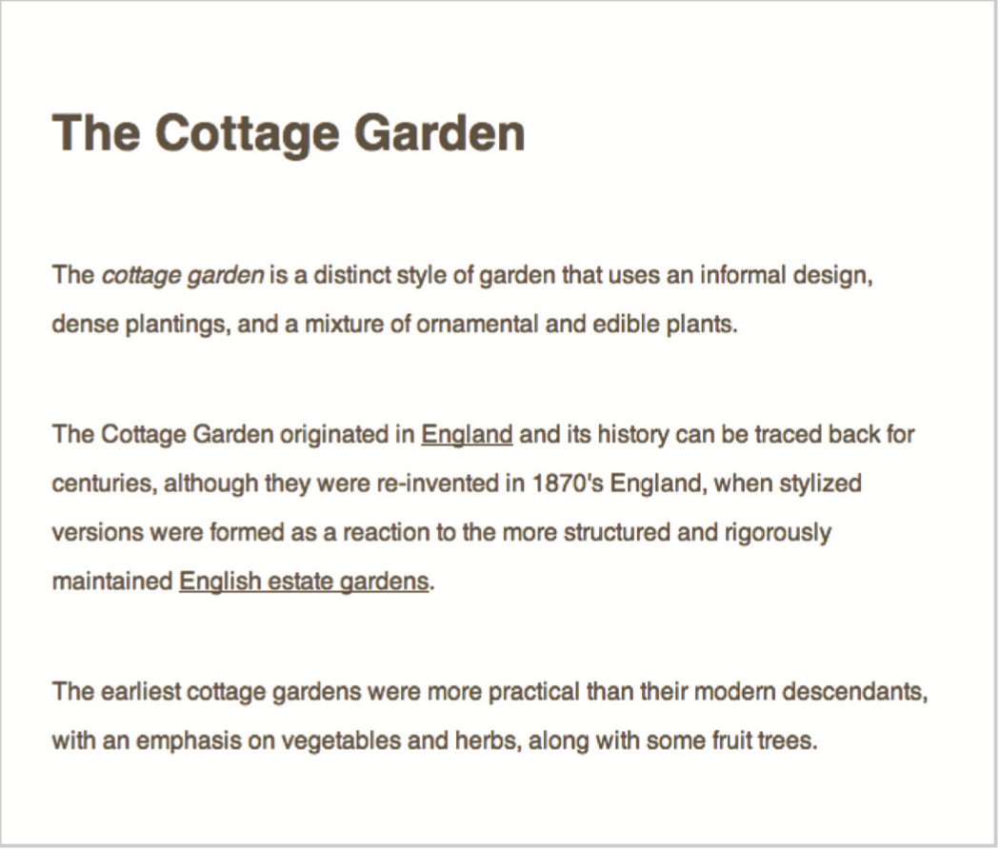 The Cottage Garden
The cottage garden is a distinct style of garden that uses an informal design,
dense plantings, and a mixture of ornamental and edible plants.
The Cottage Garden originated in England and its history can be traced back for
centuries, although they were re-invented in 1870's England, when stylized
versions were formed as a reaction to the more structured and rigorously
maintained English estate gardens.
The earliest cottage gardens were more practical than their modern descendants,
with an emphasis on vegetables and herbs, along with some fruit trees.